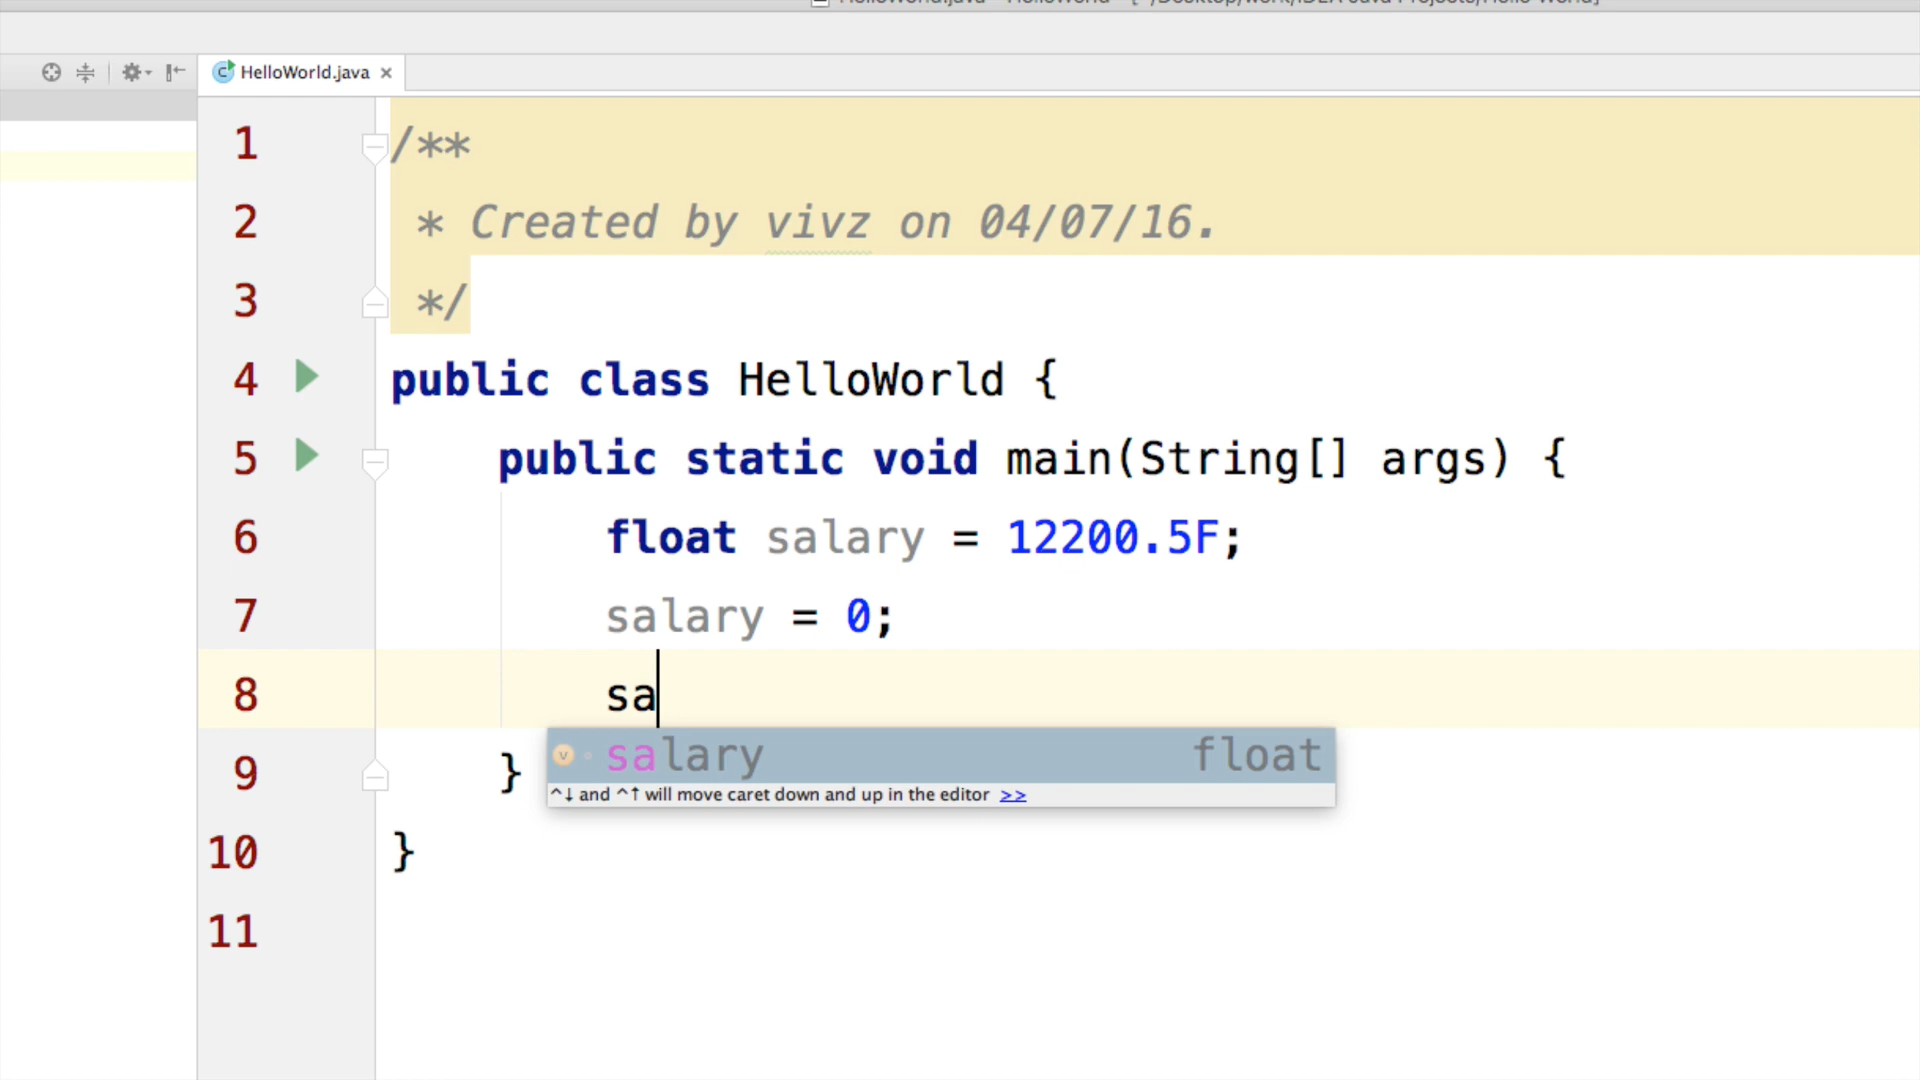 HelloWorld.java
1 /**
2 * Created by vivz on 04/07/16.
3 */
4 public class HelloWorld {
5 public static void main(String[] args) {
6 float salary = 12200.5F;
7 salary = 0;
8 sa
v salary float
9 }
^↓ and ^↑ will move caret down and up in the editor >>
10 }
11